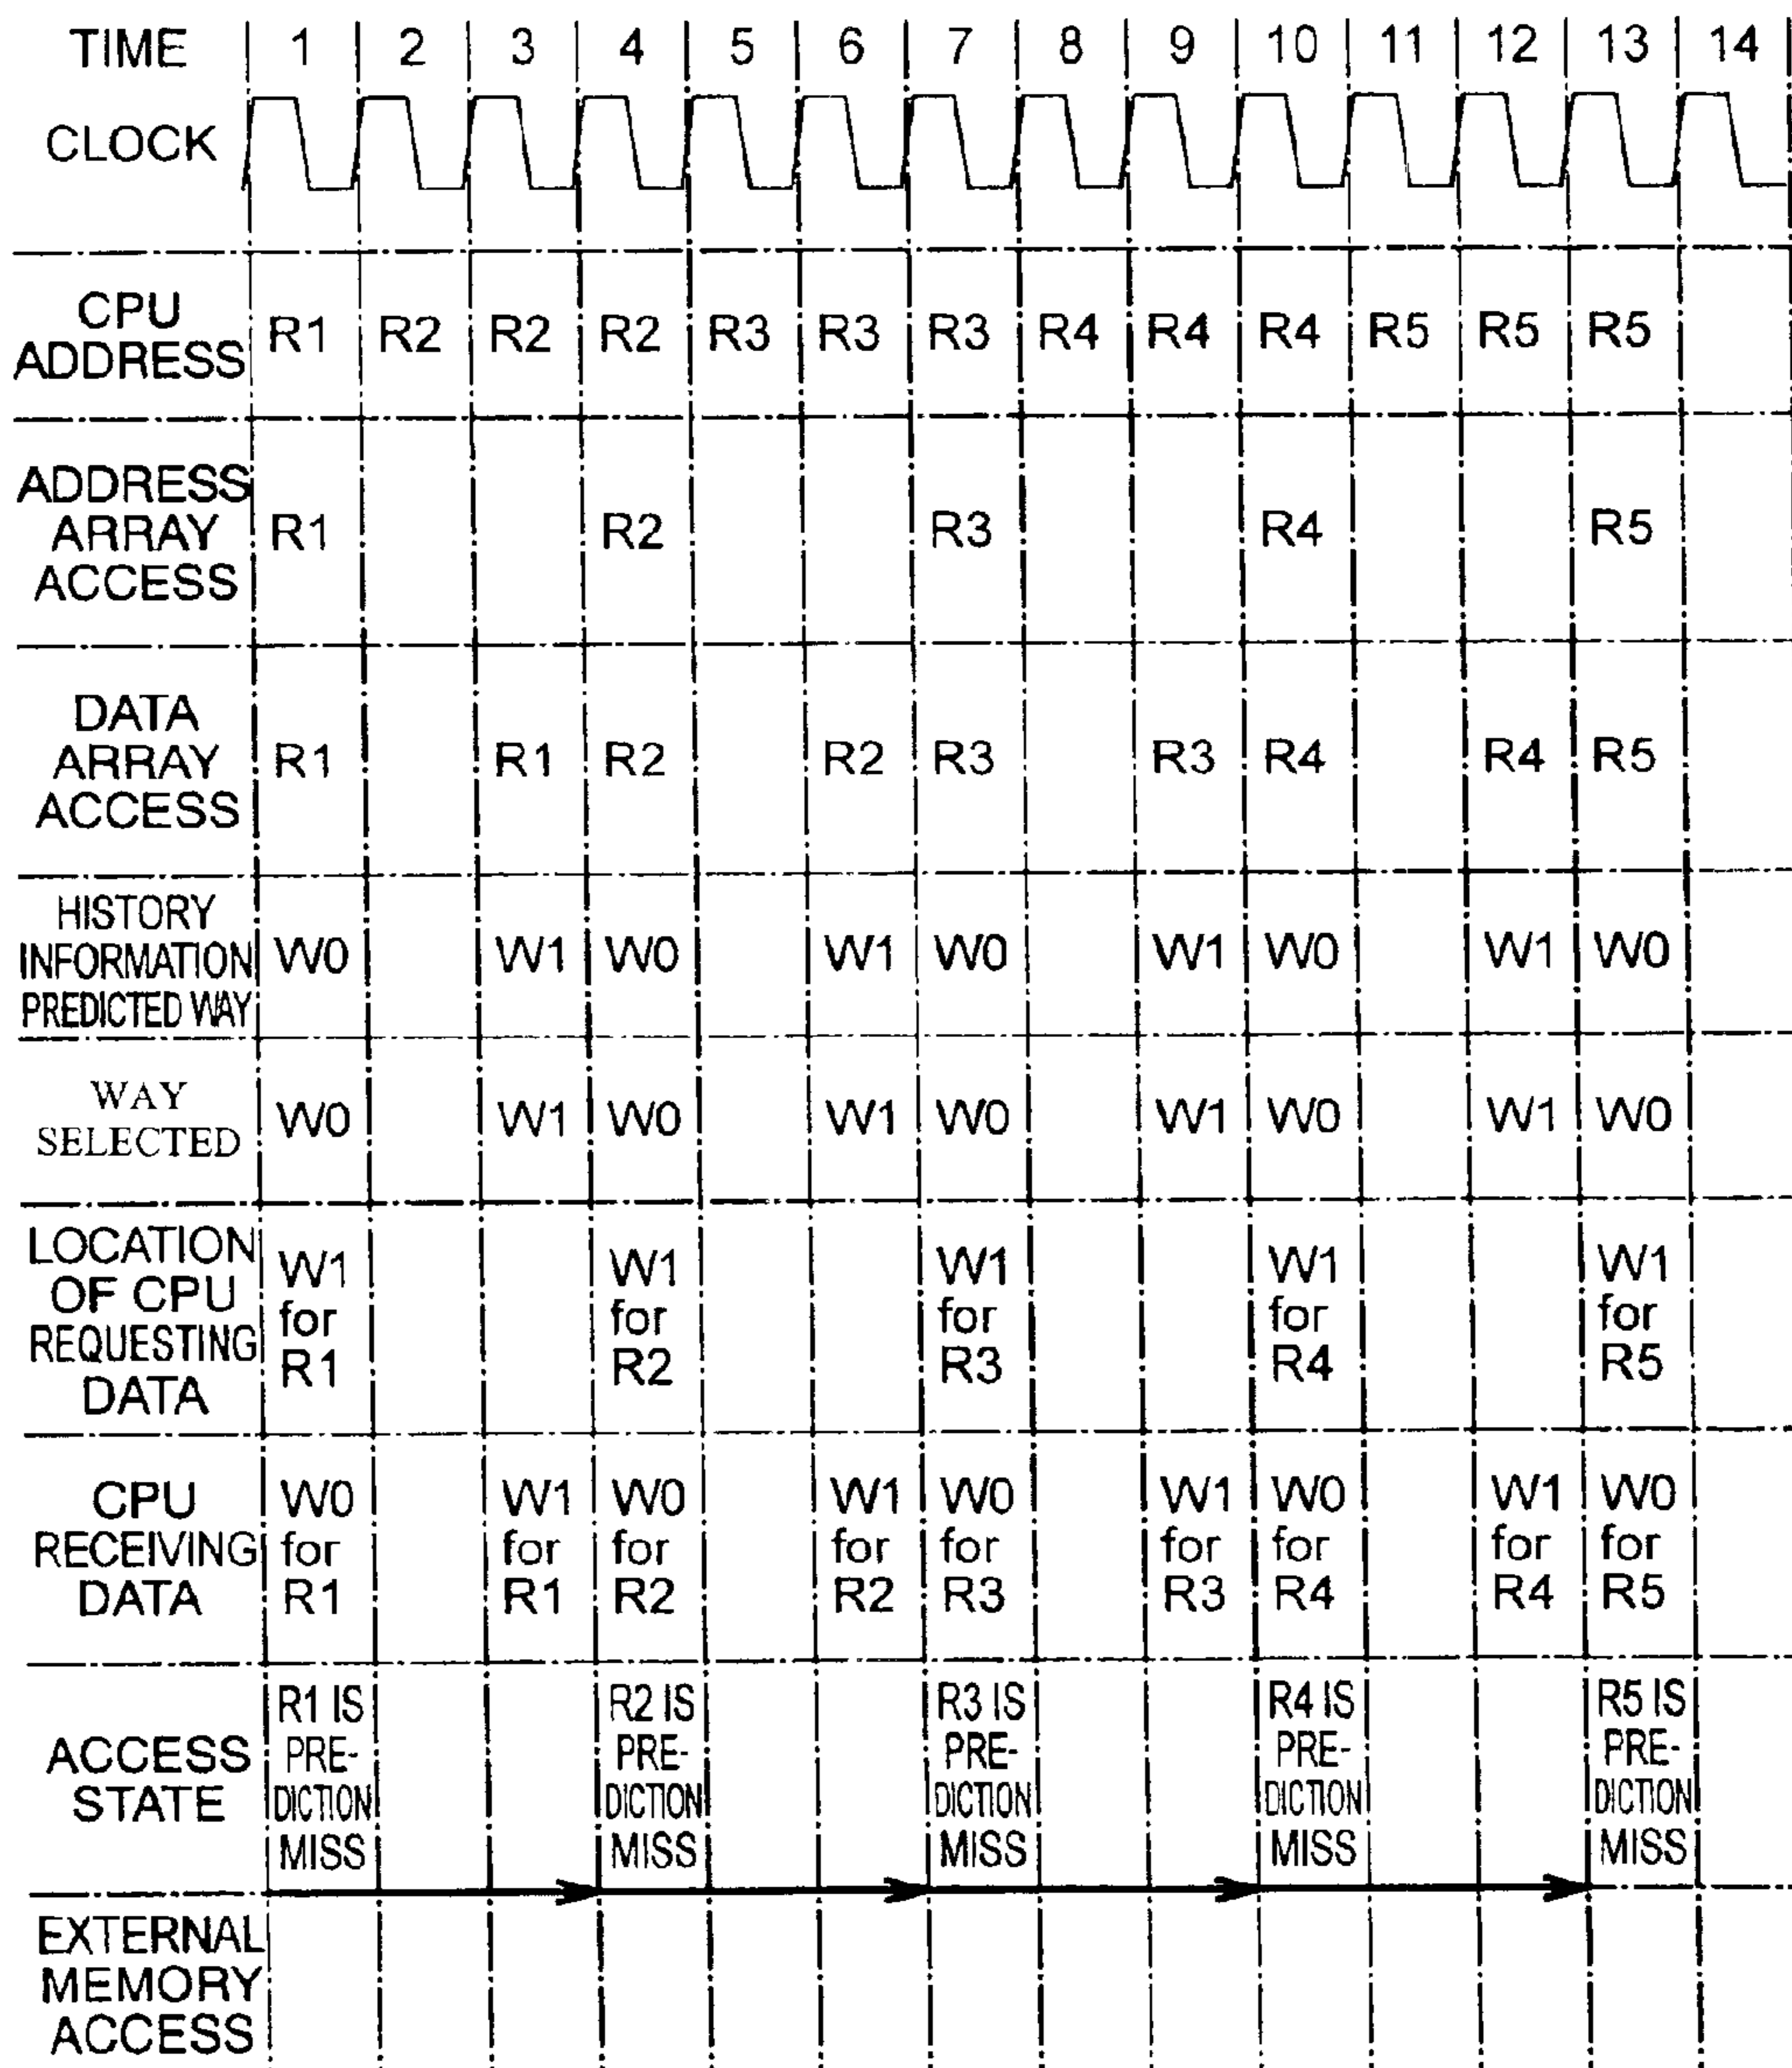 TIME 1 2 3 4 5 6 7 8 9 10 11 12 13 14
CLOCK
CPU
ADDRESS R1 R2 R2 R2 R3 R3 R3 R4 R4 R4 R5 R5 R5
ADDRESS
ARRAY R1 R2 R3 R4 R5
ACCESS
DATA
ARRAY R1 R1 R2 R2 R3 R3 R4 R4 R5
ACCESS
HISTORY
INFORMATION W0 W1 W0 W1 W0 W1 W0 W1 W0
PREDICTED WAY
WAY
SELECTED W0 W1 W0 W1 W0 W1 W0 W1 W0
LOCATION W1 W1 W1 W1 W1
OF CPU for for for for for
REQUESTING R1 R2 R3 R4 R5
DATA
CPU W0 W1 W0 W1 W0 W1 W0 W1 W0
RECEIVING for for for for for for for for for
DATA R1 R1 R2 R2 R3 R3 R4 R4 R5
R1 IS R2 IS R3 IS R4 IS R5 IS
ACCESS PRE- PRE- PRE- PRE- PRE-
STATE DICTION DICTION DICTION DICTION DICTION
MISS MISS MISS MISS MISS
EXTERNAL
MEMORY
ACCESS